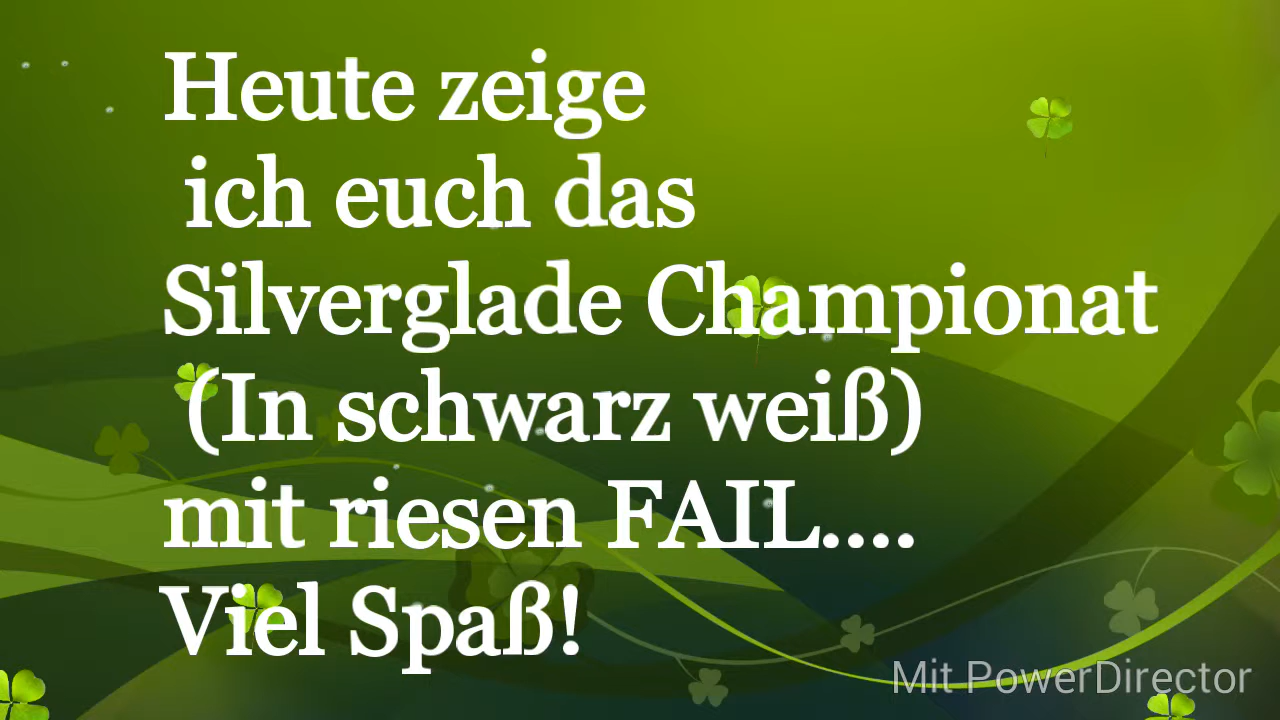 Heute zeige
ich euch das
Silverglade Championat
(In schwarz weiß)
mit riesen FAIL....
Viel Spaß!
Mit PowerDirector